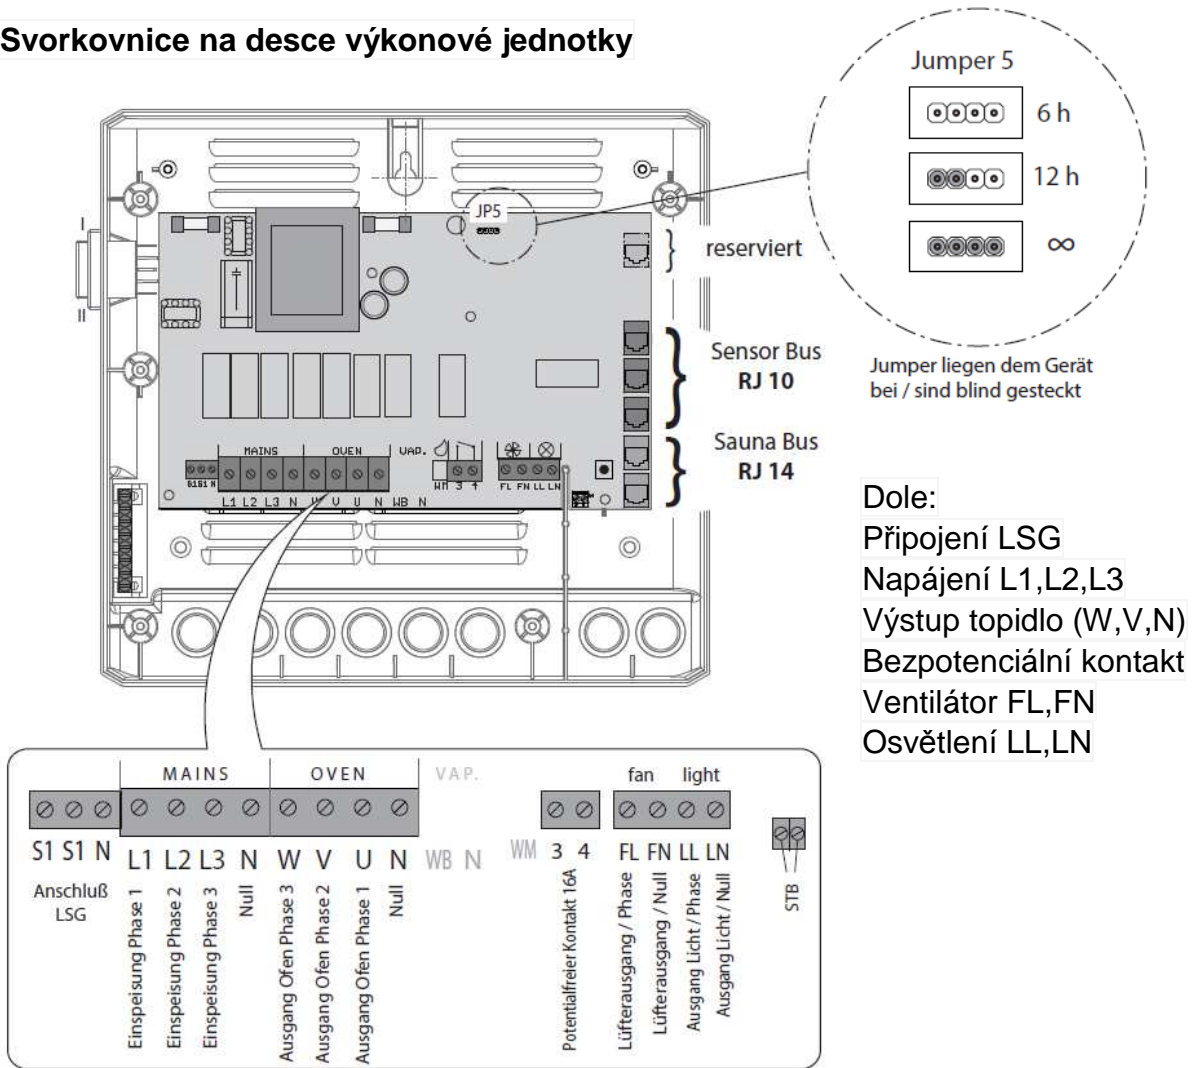 Svorkovnice na desce výkonové jednotky
Jumper 5
6 h
12 h
∞
Jumper liegen dem Gerät
bei / sind blind gesteckt
JP5
I
II
reserviert
Sensor Bus
RJ 10
Sauna Bus
RJ 14
MAINS OVEN VAP.
S1 S1 N
L1 L2 L3 N W V U N WB N
WM 3 4
FL FN LL LN
Dole:
Připojení LSG
Napájení L1,L2,L3
Výstup topidlo (W,V,N)
Bezpotenciální kontakt
Ventilátor FL,FN
Osvětlení LL,LN
MAINS OVEN VAP. fan light
S1 S1 N L1 L2 L3 N W V U N WB N WM 3 4 FL FN LL LN
Anschluß
LSG
Einspeisung Phase 1
Einspeisung Phase 2
Einspeisung Phase 3
Null
Ausgang Ofen Phase 3
Ausgang Ofen Phase 2
Ausgang Ofen Phase 1
Null
Potentialfreier Kontakt 16A
Lüfterausgang / Phase
Lüfterausgang / Null
Ausgang Licht / Phase
Ausgang Licht / Null
STB